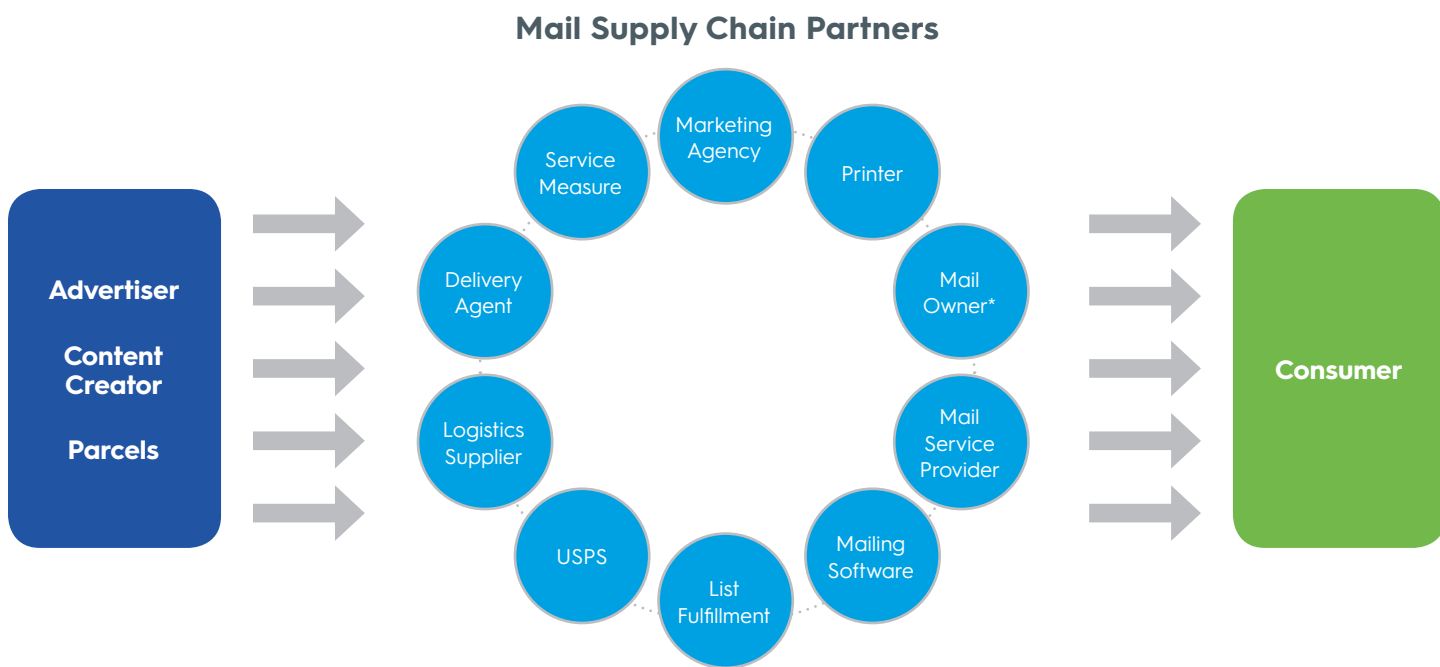 Mail Supply Chain Partners
Advertiser
Content
Creator
Parcels
Marketing
Agency
Printer
Mail
Owner*
Mail
Service
Provider
Mailing
Software
List
Fulfillment
USPS
Logistics
Supplier
Delivery
Agent
Service
Measure
Consumer